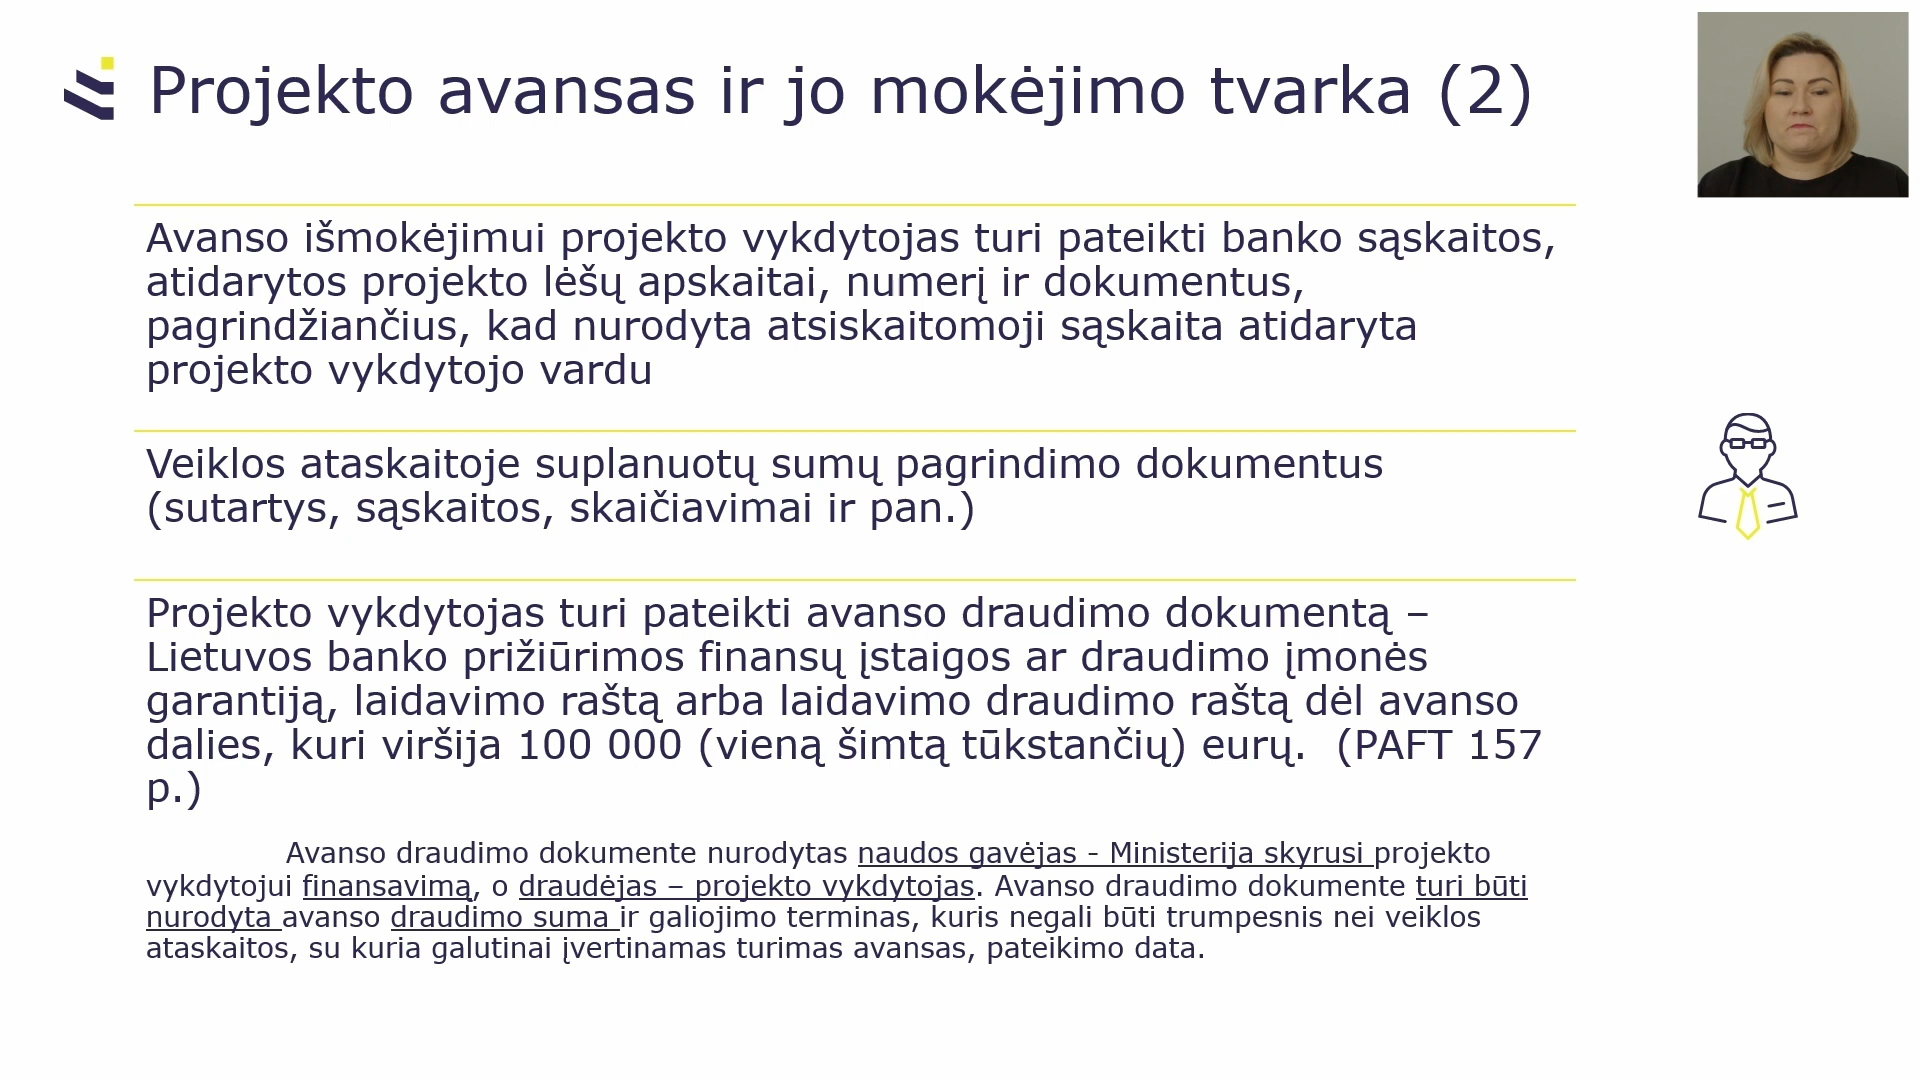 Projekto avansas ir jo mokėjimo tvarka (2)
Avanso išmokėjimui projekto vykdytojas turi pateikti banko sąskaitos,
atidarytos projekto lėšų apskaitai, numerį ir dokumentus,
pagrindžiančius, kad nurodyta atsiskaitomoji sąskaita atidaryta
projekto vykdytojo vardu
Veiklos ataskaitoje suplanuotų sumų pagrindimo dokumentus
(sutartys, sąskaitos, skaičiavimai ir pan.)
Projekto vykdytojas turi pateikti avanso draudimo dokumentą –
Lietuvos banko prižiūrimos finansų įstaigos ar draudimo įmonės
garantiją, laidavimo raštą arba laidavimo draudimo raštą dėl avanso
dalies, kuri viršija 100 000 (vieną šimtą tūkstančių) eurų.  (PAFT 157
p.)
Avanso draudimo dokumente nurodytas naudos gavėjas - Ministerija skyrusi projekto
vykdytojui finansavimą, o draudėjas – projekto vykdytojas. Avanso draudimo dokumente turi būti
nurodyta avanso draudimo suma ir galiojimo terminas, kuris negali būti trumpesnis nei veiklos
ataskaitos, su kuria galutinai įvertinamas turimas avansas, pateikimo data.